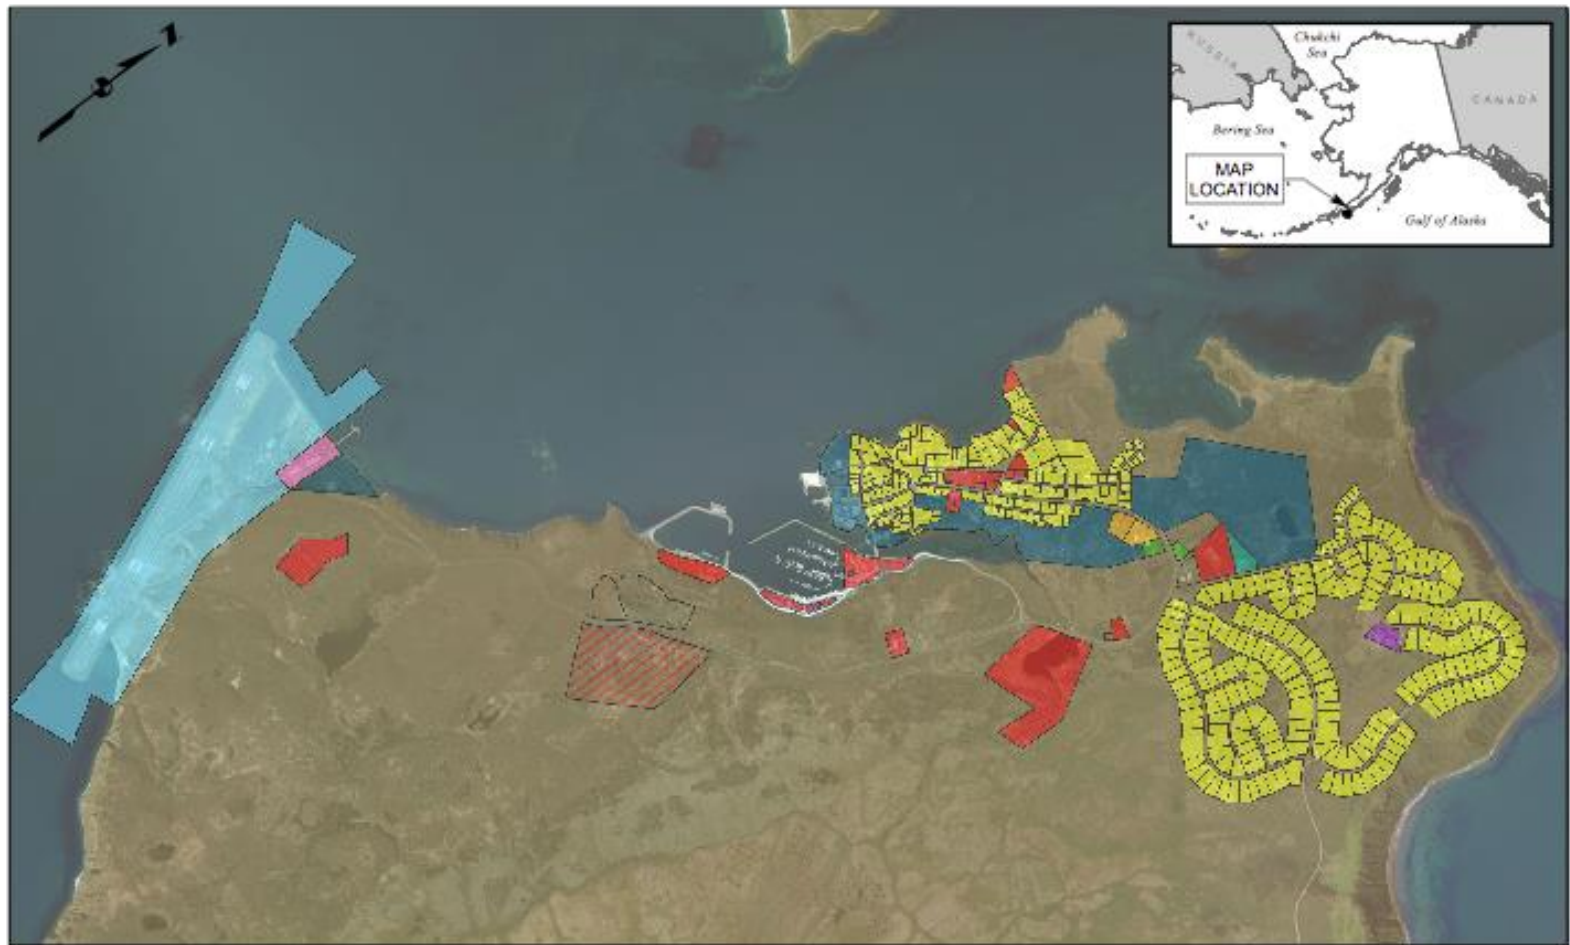 RUSSIA
Chukchi
Sea
CANADA
Bering Sea
MAP
LOCATION
Gulf of Alaska